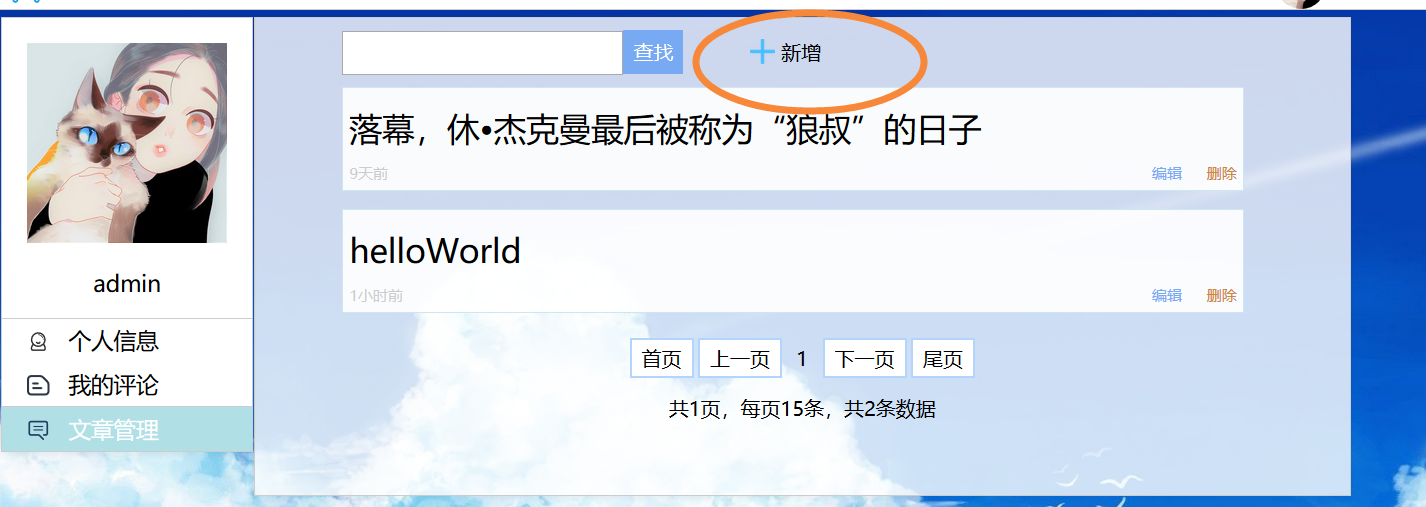 查找
新增
落幕，休•杰克曼最后被称为“狼叔”的日子
9天前
编辑 删除
helloWorld
1小时前
编辑 删除
首页 上一页 1 下一页 尾页
共1页，每页15条，共2条数据
admin
个人信息
我的评论
文章管理